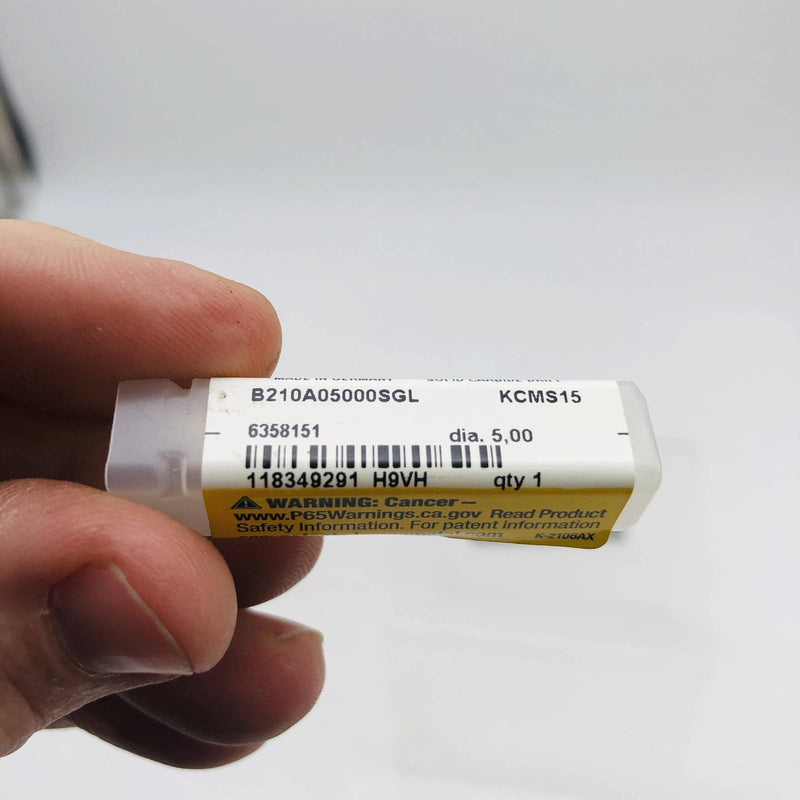 MADE IN GERMANY SOLID CARBIDE DRILL
B210A05000SGL KCMS15
6358151 dia. 5,00
118349291 H9VH qty 1
WARNING: Cancer –
www.P65Warnings.ca.gov Read Product
Safety Information. For patent information
K-2106AX